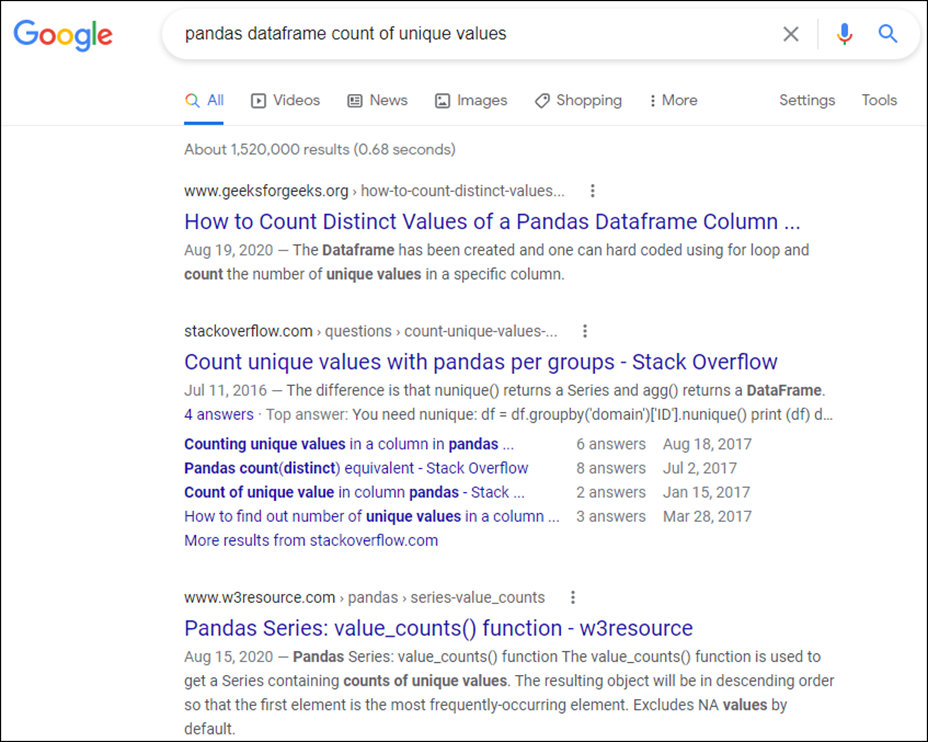 Google
pandas dataframe count of unique values
All Videos News Images Shopping More Settings Tools
About 1,520,000 results (0.68 seconds)
www.geeksforgeeks.org › how-to-count-distinct-values...
How to Count Distinct Values of a Pandas Dataframe Column ...
Aug 19, 2020 — The Dataframe has been created and one can hard coded using for loop and
count the number of unique values in a specific column.
stackoverflow.com › questions › count-unique-values-...
Count unique values with pandas per groups - Stack Overflow
Jul 11, 2016 — The difference is that nunique() returns a Series and agg() returns a DataFrame.
4 answers · Top answer: You need nunique: df = df.groupby('domain')['ID'].nunique() print (df) d...
Counting unique values in a column in pandas ... 6 answers Aug 18, 2017
Pandas count(distinct) equivalent - Stack Overflow 8 answers Jul 2, 2017
Count of unique value in column pandas - Stack ... 2 answers Jan 15, 2017
How to find out number of unique values in a column ... 3 answers Mar 28, 2017
More results from stackoverflow.com
www.w3resource.com › pandas › series-value_counts
Pandas Series: value_counts() function - w3resource
Aug 15, 2020 — Pandas Series: value_counts() function The value_counts() function is used to
get a Series containing counts of unique values. The resulting object will be in descending order
so that the first element is the most frequently-occurring element. Excludes NA values by
default.